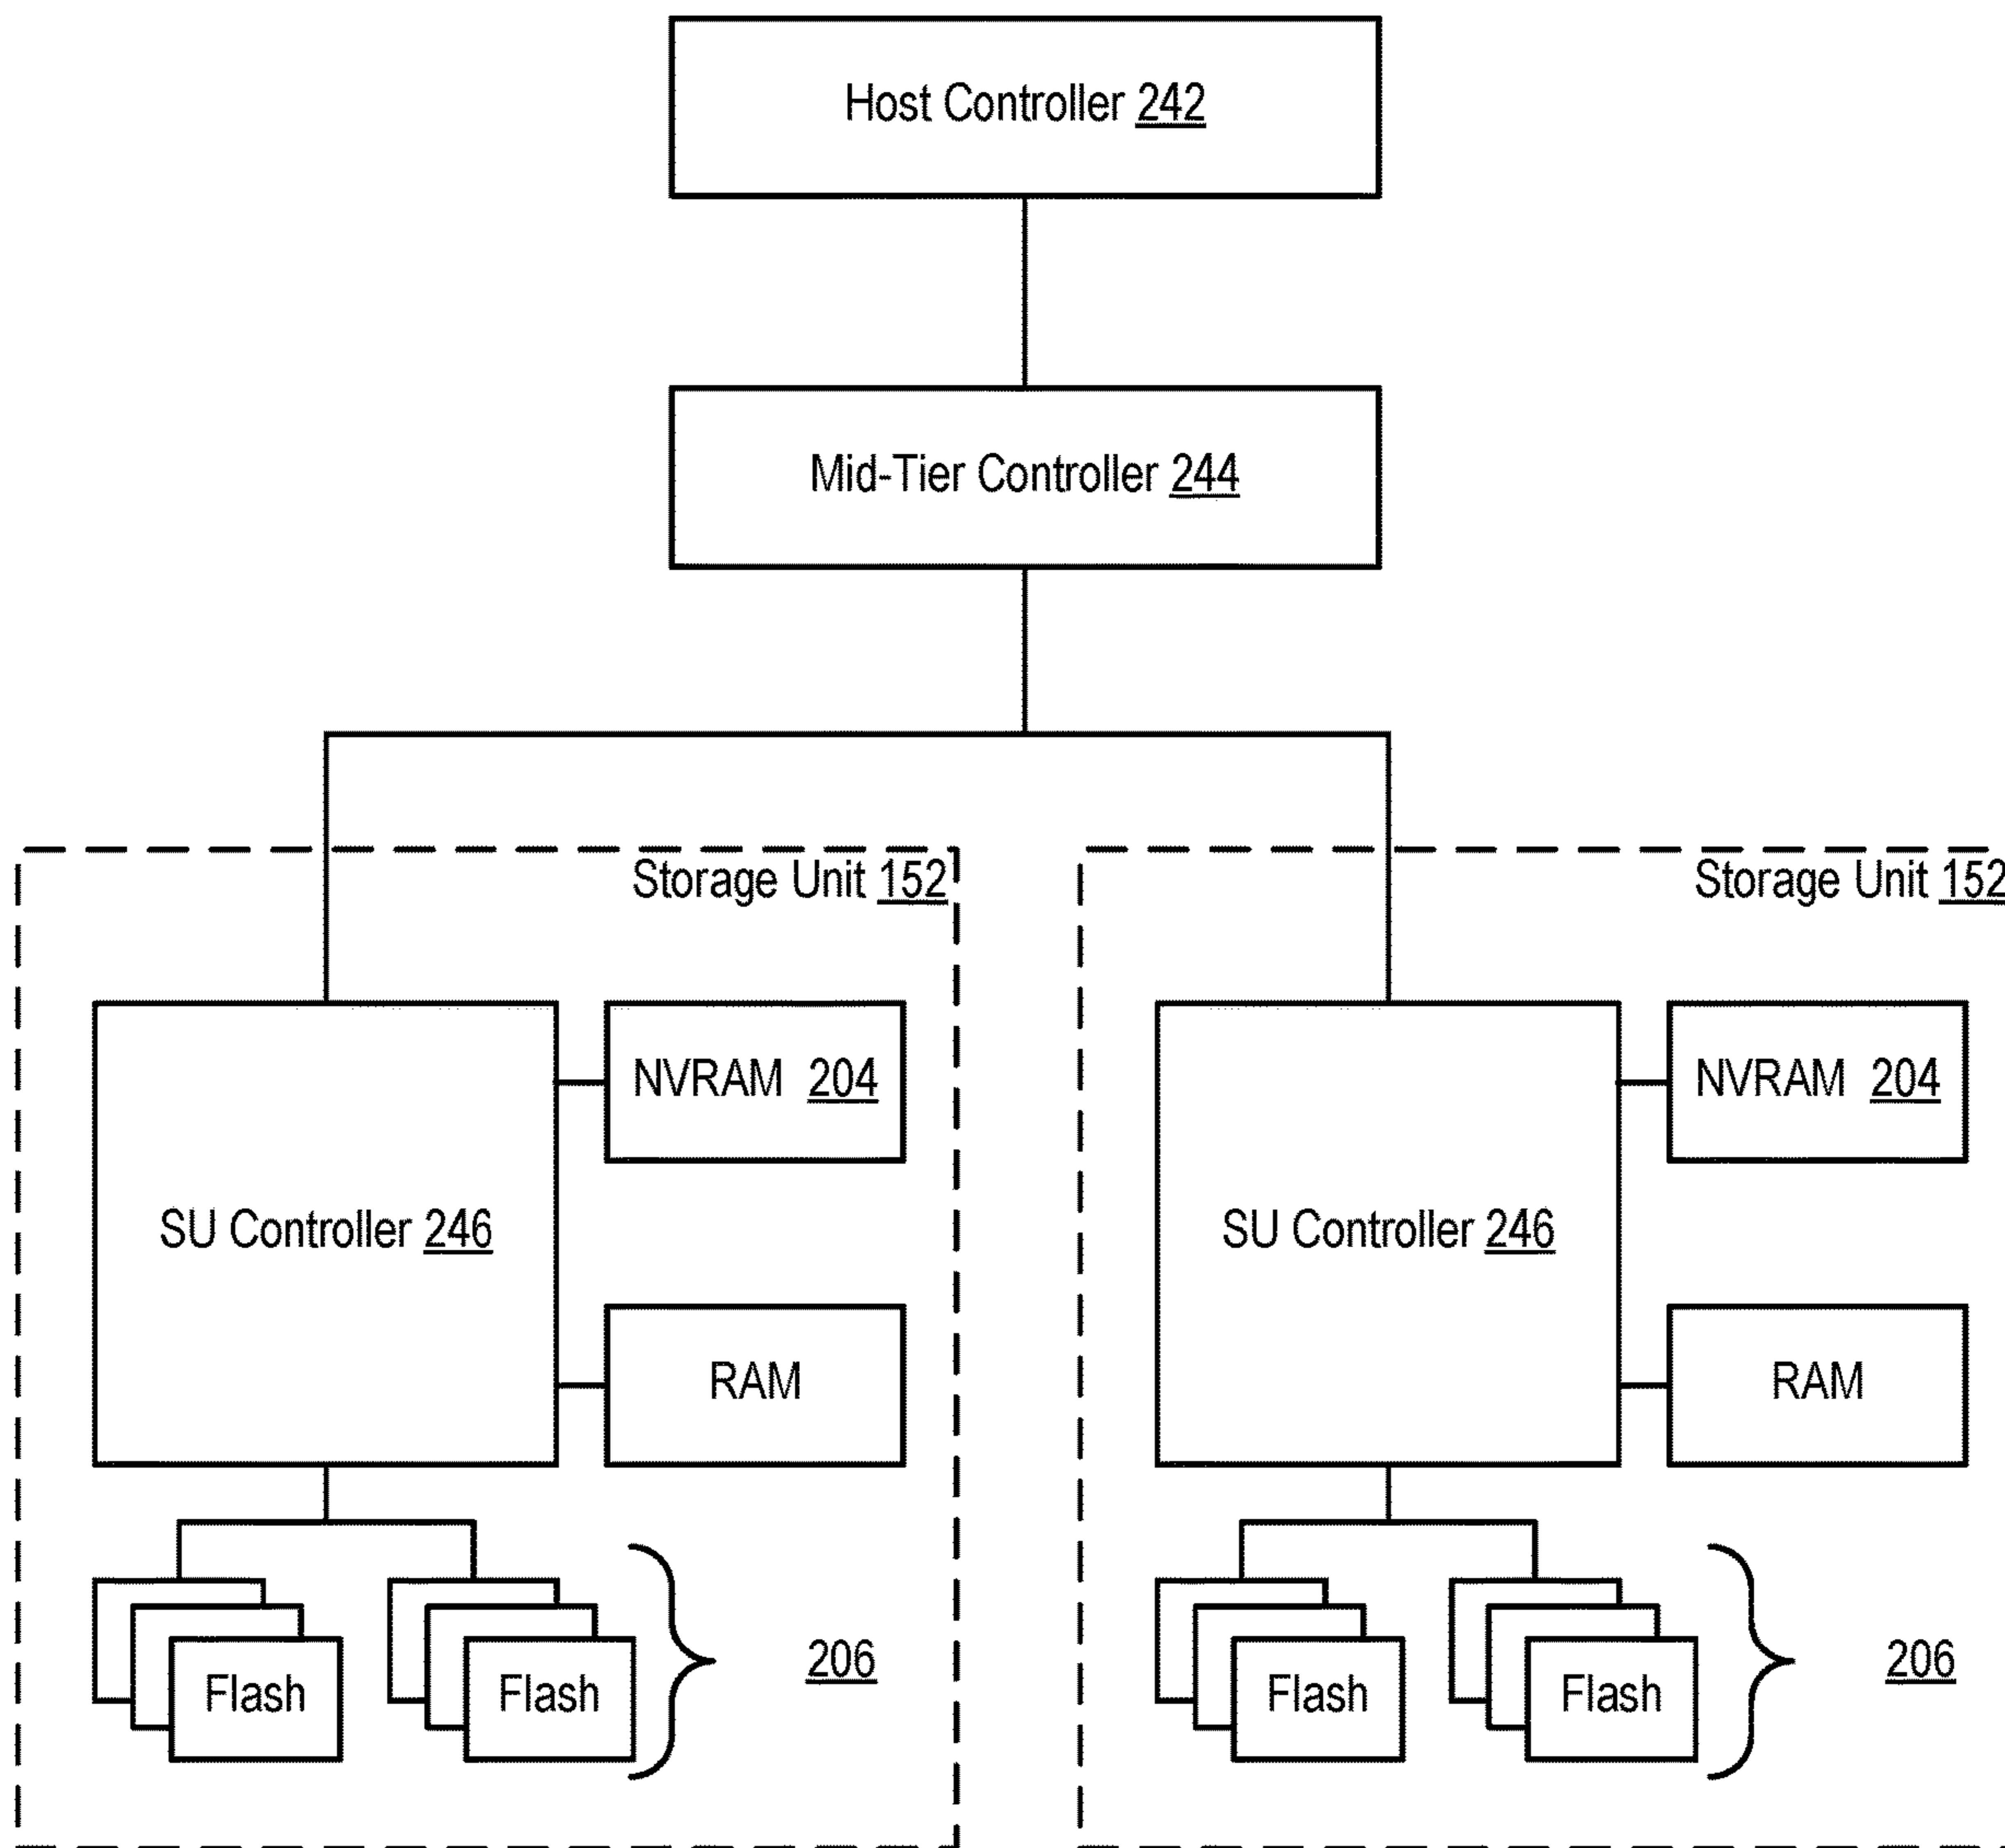 Host Controller 242
Mid-Tier Controller 244
Storage Unit 152
NVRAM 204
SU Controller 246
RAM
Flash Flash
206
Storage Unit 152
NVRAM 204
SU Controller 246
RAM
Flash Flash
206